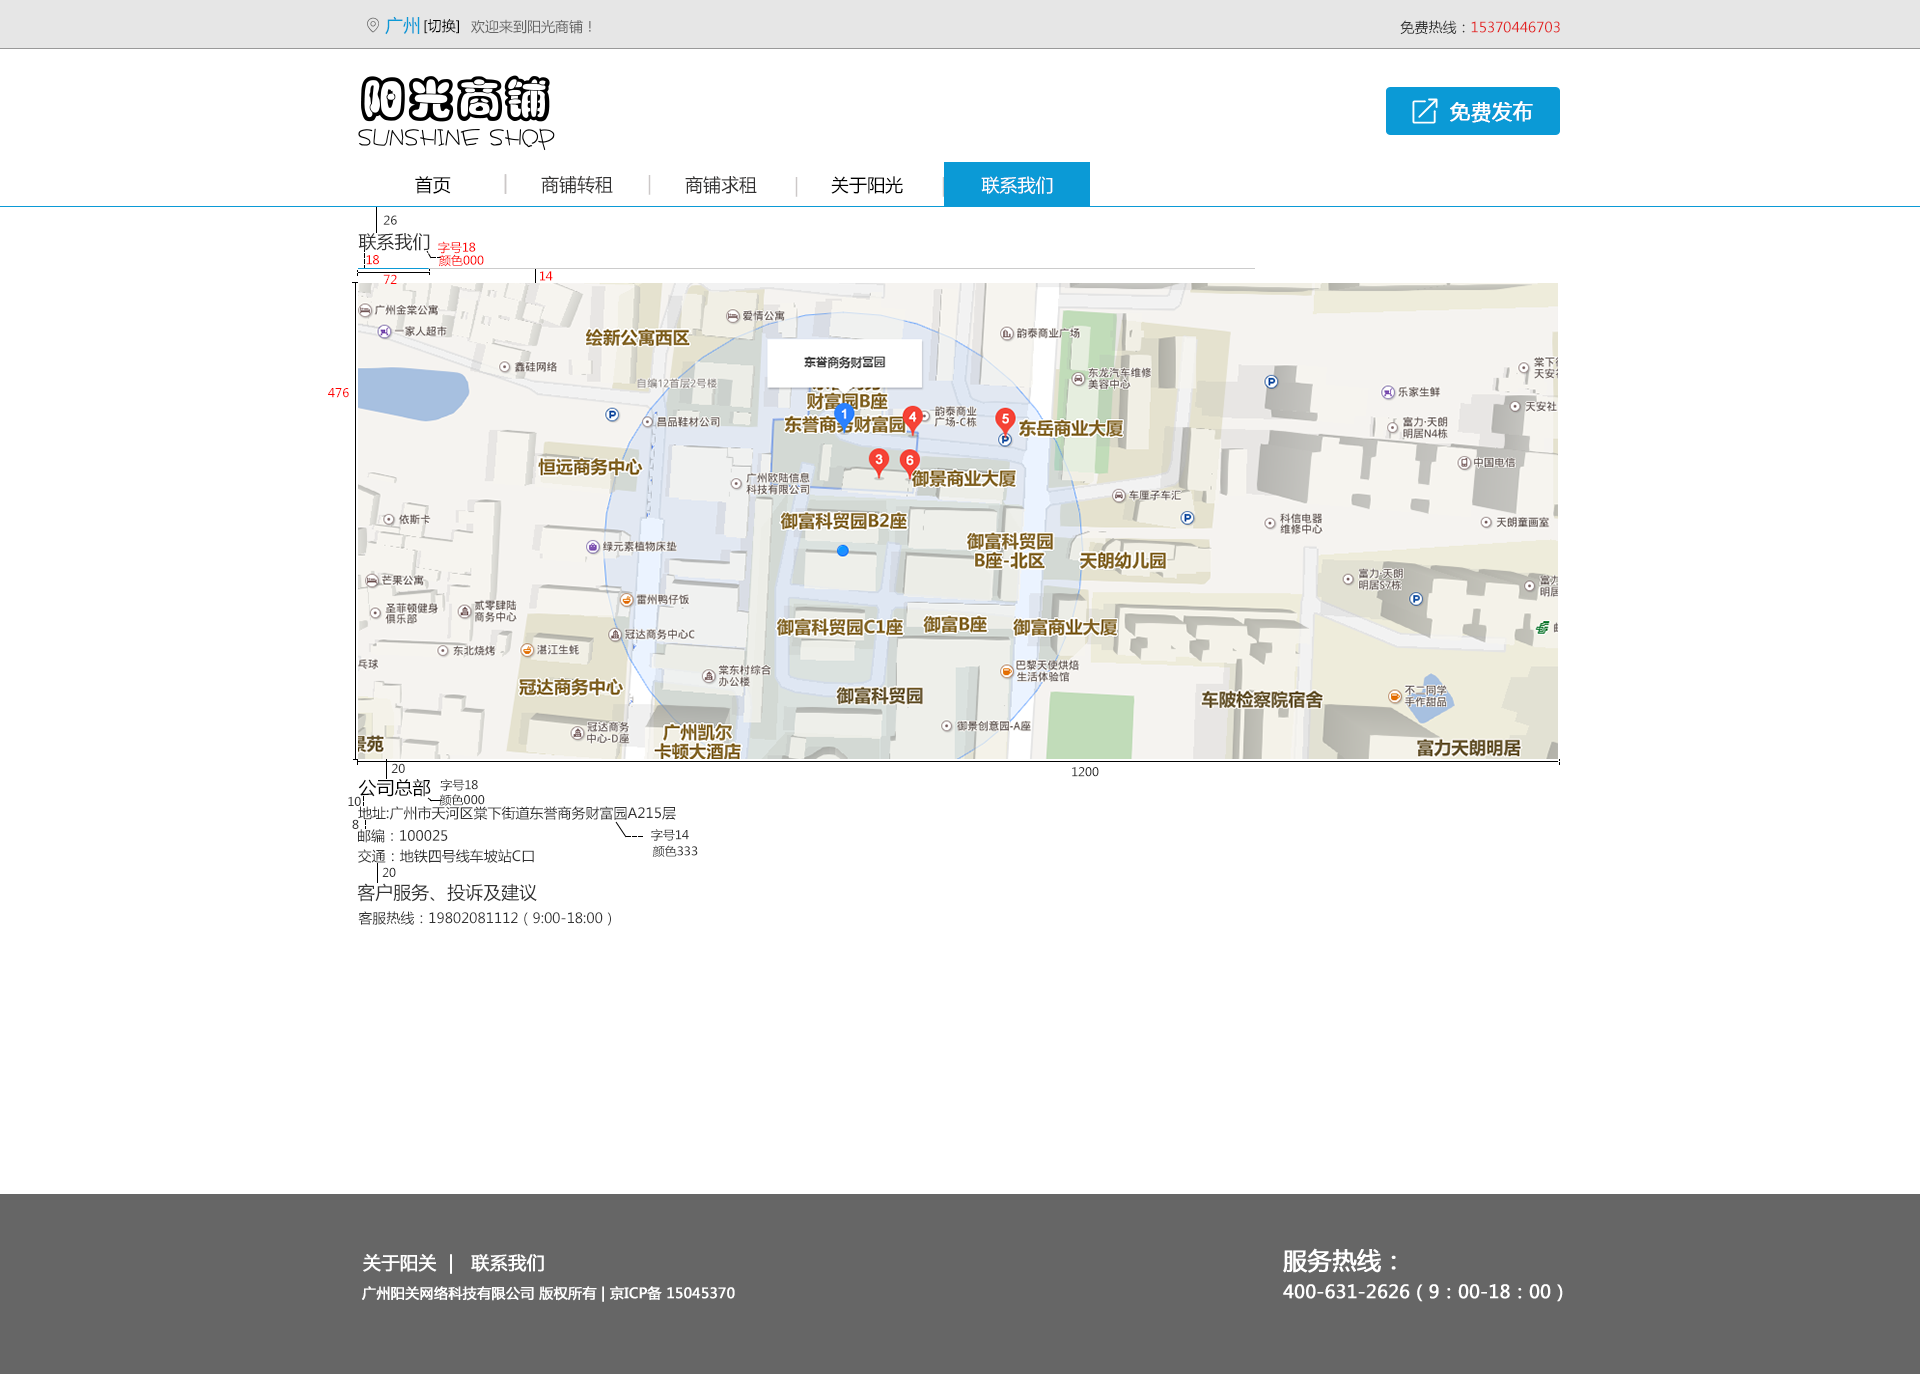 广州 [切换] 欢迎来到阳光商铺！
免费热线：15370446703
阳光商铺
SUNSHINE SHOP
免费发布
首页 商铺转租 商铺求租 关于阳光 联系我们
26
联系我们
字号18
颜色000
18
72
14
476
广州金棠公寓
一家人超市
绘新公寓西区
爱情公寓
韵泰商业广场
东誉商务财富园
鑫硅网络
自编12首层2号楼
东龙汽车维修
美容中心
棠下
天安
乐家生鲜
天安社
P
P
财富园B座
1
东誉商务财富园
4
韵泰商业
广场-C栋
5
P
东岳商业大厦
昌品鞋材公司
富力·天朗
明居N4栋
恒远商务中心
3
6
御景商业大厦
中国电信
广州欧陆信息
科技有限公司
车厘子车汇
依斯卡
御富科贸园B2座
P
科信电器
维修中心
天朗童画室
绿元素植物床垫
御富科贸园
B座-北区
天朗幼儿园
芒果公寓
富力·天朗
明居S7栋
P
圣菲顿健身
俱乐部
贰零肆陆
商务中心
雷州鸭仔饭
御富科贸园C1座
御富B座
御富商业大厦
冠达商务中心C
东北烧烤
湛江生蚝
兵球
棠东村综合
办公楼
巴黎天使烘焙
生活体验馆
冠达商务中心
御富科贸园
车陂检察院宿舍
不二同学
手作甜品
冠达商务
中心-D座
广州凯尔
卡顿大酒店
御景创意园-A座
景苑
富力天朗明居
20
1200
公司总部
字号18
颜色000
10
地址:广州市天河区棠下街道东誉商务财富园A215层
8
邮编：100025
字号14
颜色333
交通：地铁四号线车坡站C口
20
客户服务、投诉及建议
客服热线：19802081112（9:00-18:00）
关于阳关 | 联系我们
广州阳关网络科技有限公司 版权所有 | 京ICP备 15045370
服务热线：
400-631-2626（9：00-18：00）